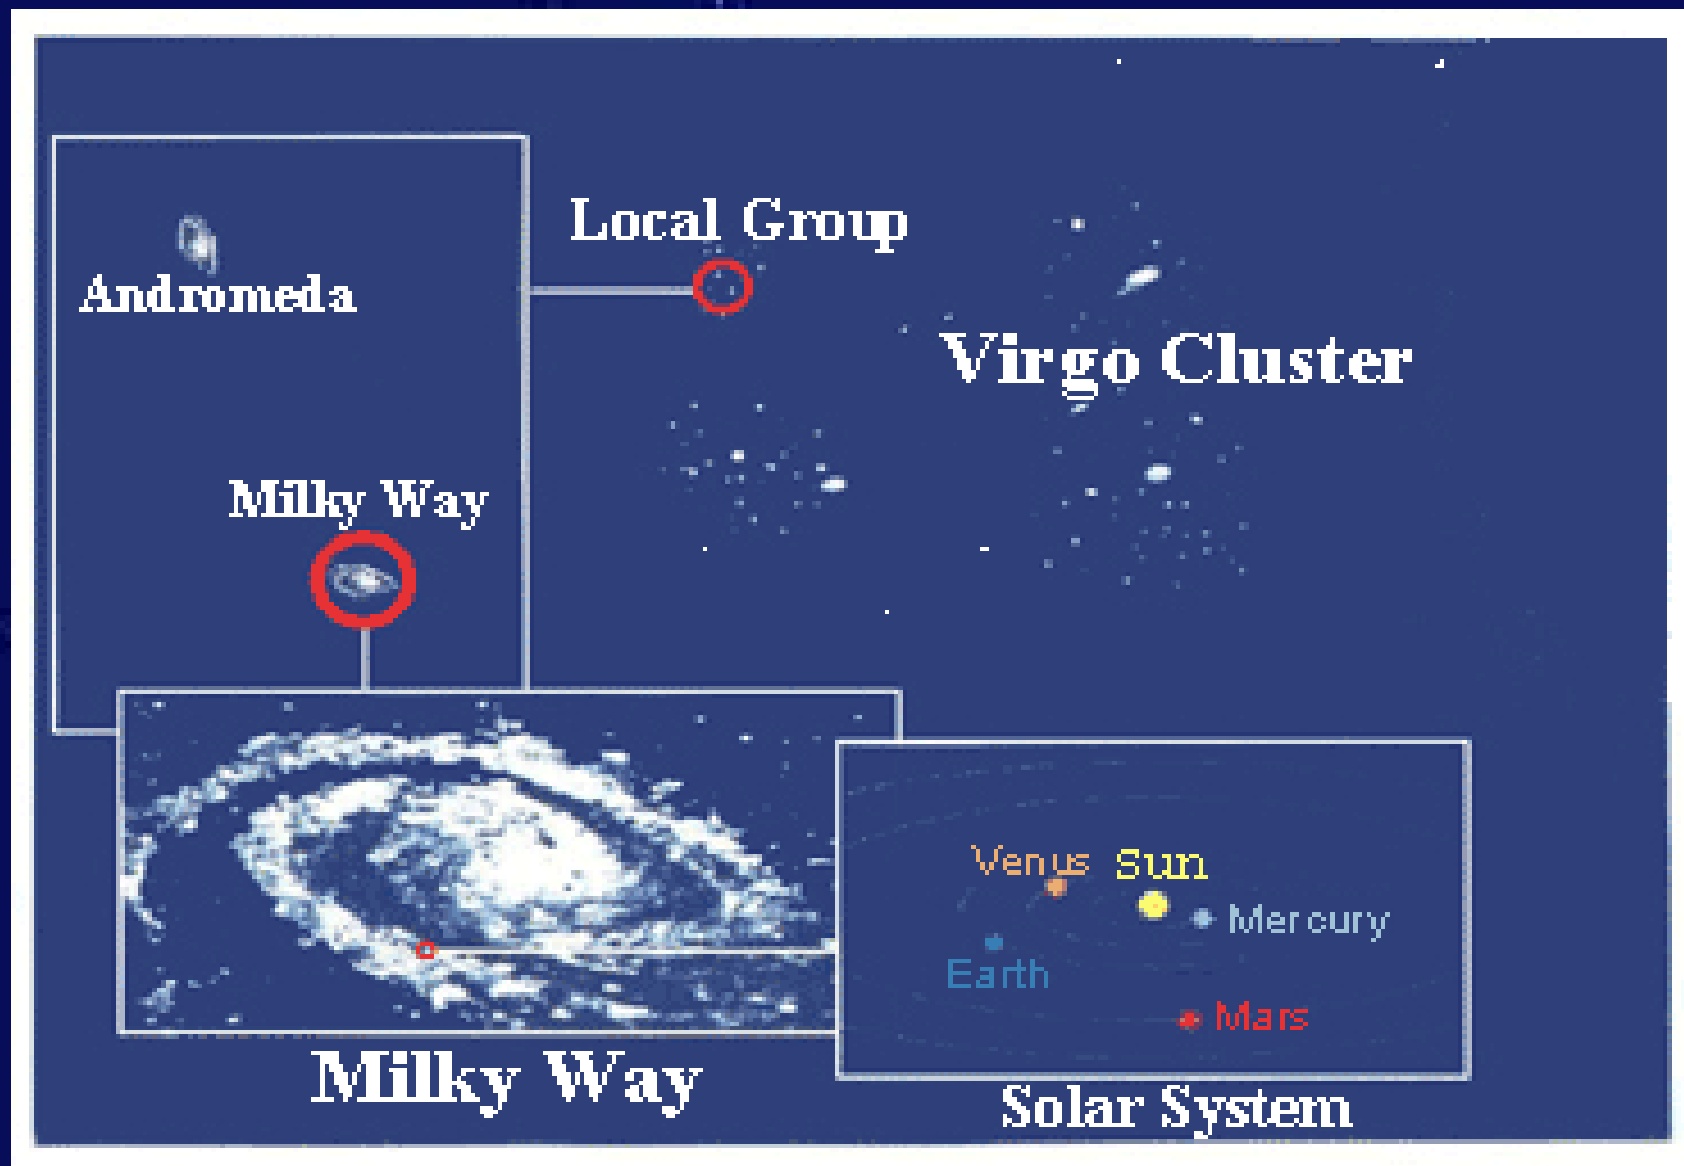 Local Group
Andromeda
Virgo Cluster
Milky Way
Venus
Sun
Mercury
Earth
Mars
Milky Way
Solar System